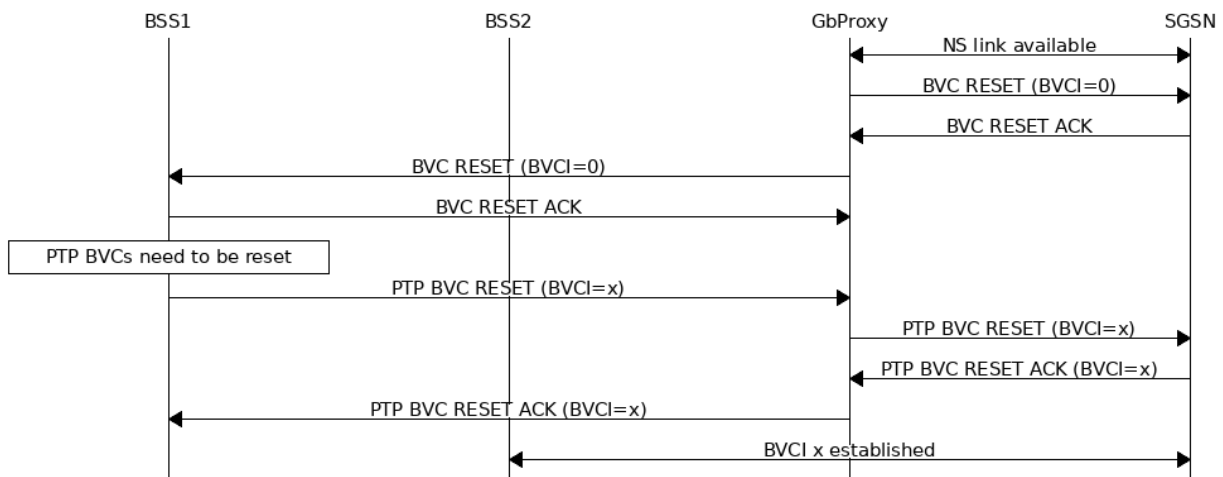 BSS1 BSS2 GbProxy SGSN
NS link available
BVC RESET (BVCI=0)
BVC RESET ACK
BVC RESET (BVCI=0)
BVC RESET ACK
PTP BVCs need to be reset
PTP BVC RESET (BVCI=x)
PTP BVC RESET (BVCI=x)
PTP BVC RESET ACK (BVCI=x)
PTP BVC RESET ACK (BVCI=x)
BVCI x established